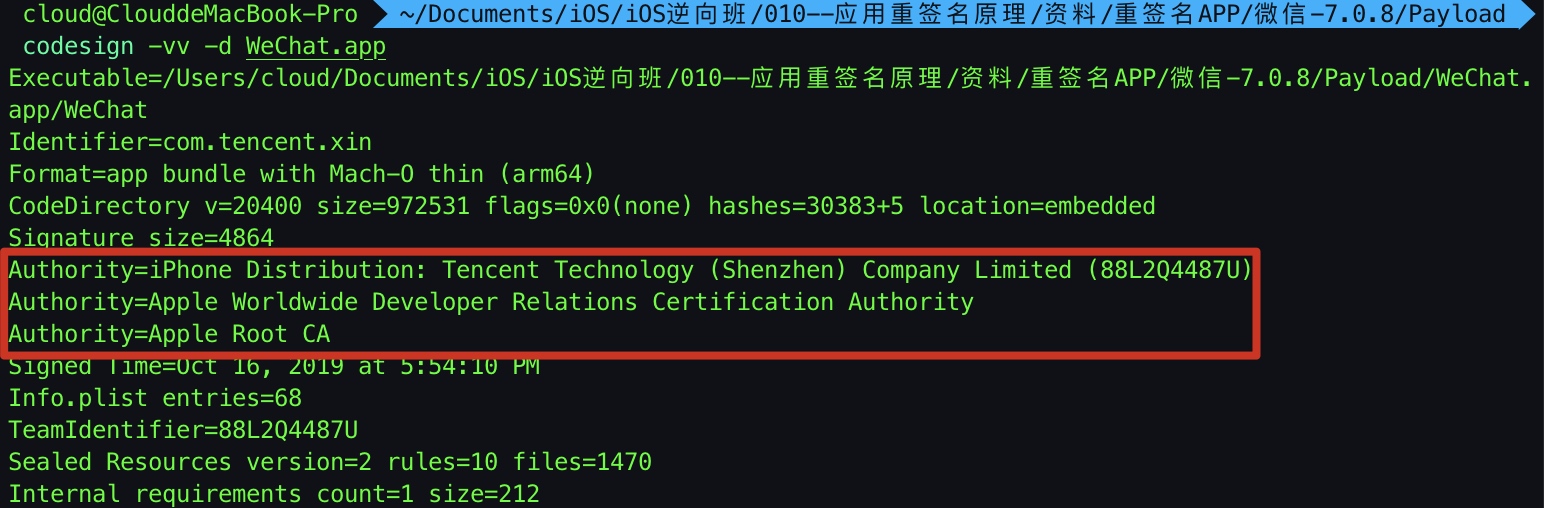 cloud@ClouddeMacBook-Pro ~/Documents/iOS/iOS逆向班/010--应用重签名原理/资料/重签名APP/微信-7.0.8/Payload
codesign -vv -d WeChat.app
Executable=/Users/cloud/Documents/iOS/iOS逆向班/010--应用重签名原理/资料/重签名APP/微信-7.0.8/Payload/WeChat.
app/WeChat
Identifier=com.tencent.xin
Format=app bundle with Mach-O thin (arm64)
CodeDirectory v=20400 size=972531 flags=0x0(none) hashes=30383+5 location=embedded
Signature size=4864
Authority=iPhone Distribution: Tencent Technology (Shenzhen) Company Limited (88L2Q4487U)
Authority=Apple Worldwide Developer Relations Certification Authority
Authority=Apple Root CA
Signed Time=Oct 16, 2019 at 5:54:10 PM
Info.plist entries=68
TeamIdentifier=88L2Q4487U
Sealed Resources version=2 rules=10 files=1470
Internal requirements count=1 size=212